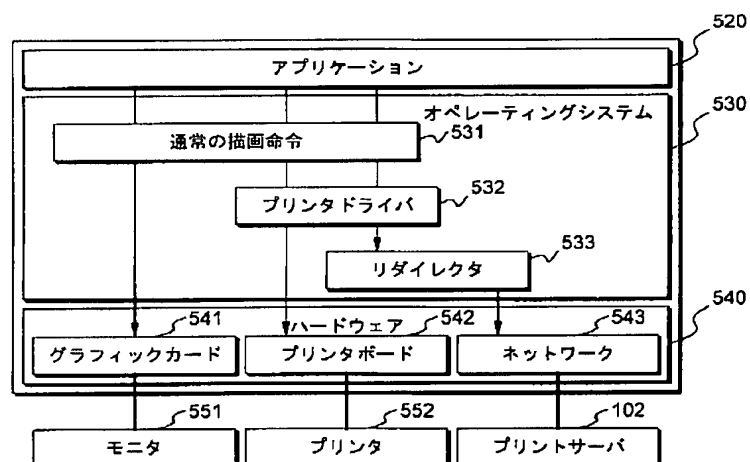 520
アプリケーション
オペレーティングシステム
530
通常の描画命令
531
プリンタドライバ
532
リダイレクタ
533
ハードウェア
540
541
542
543
グラフィックカード
プリンタボード
ネットワーク
551
552
102
モニタ
プリンタ
プリントサーバ